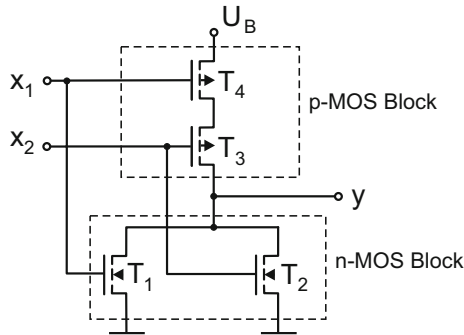 U_B
x_1
T_4
p-MOS Block
x_2
T_3
y
T_1
T_2
n-MOS Block